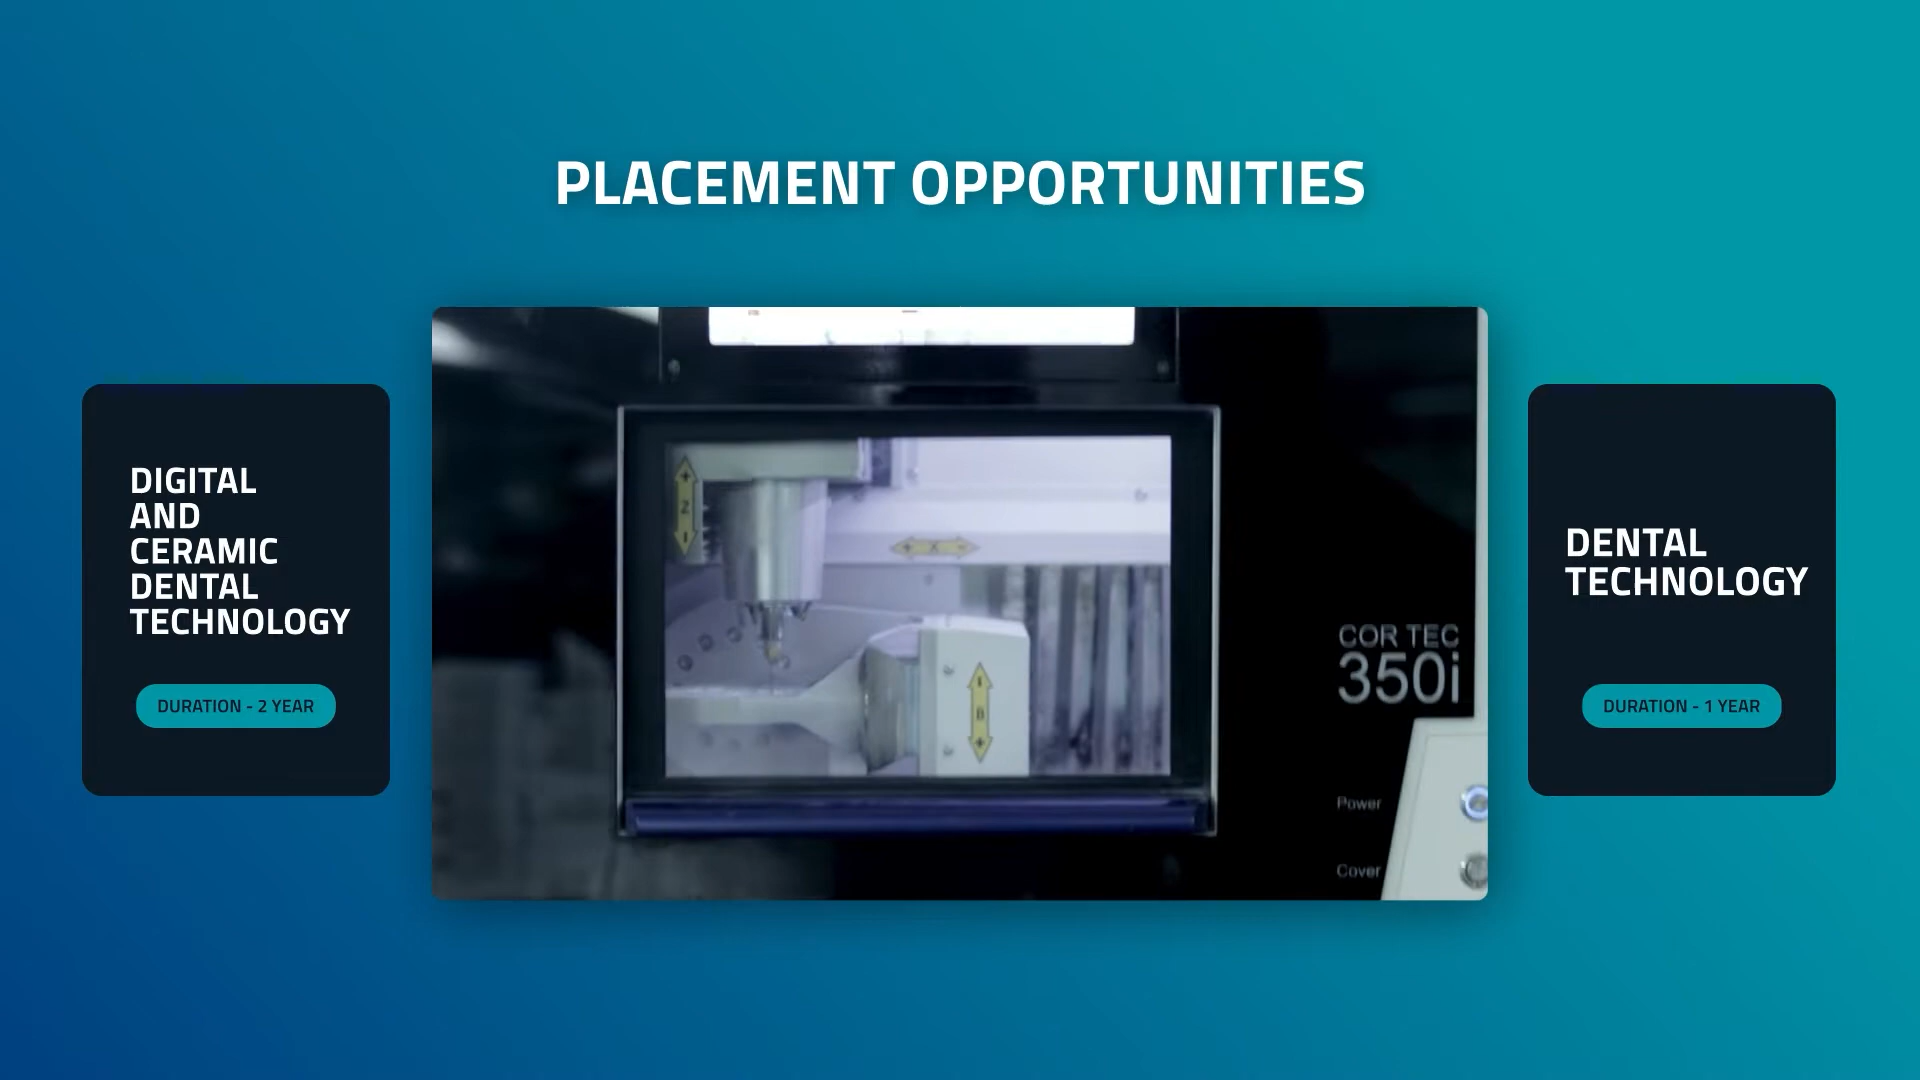 PLACEMENT OPPORTUNITIES
DIGITAL
AND
CERAMIC
DENTAL
TECHNOLOGY
DURATION - 2 YEAR
Z
X
B
COR TEC
350i
Power
Cover
DENTAL
TECHNOLOGY
DURATION - 1 YEAR